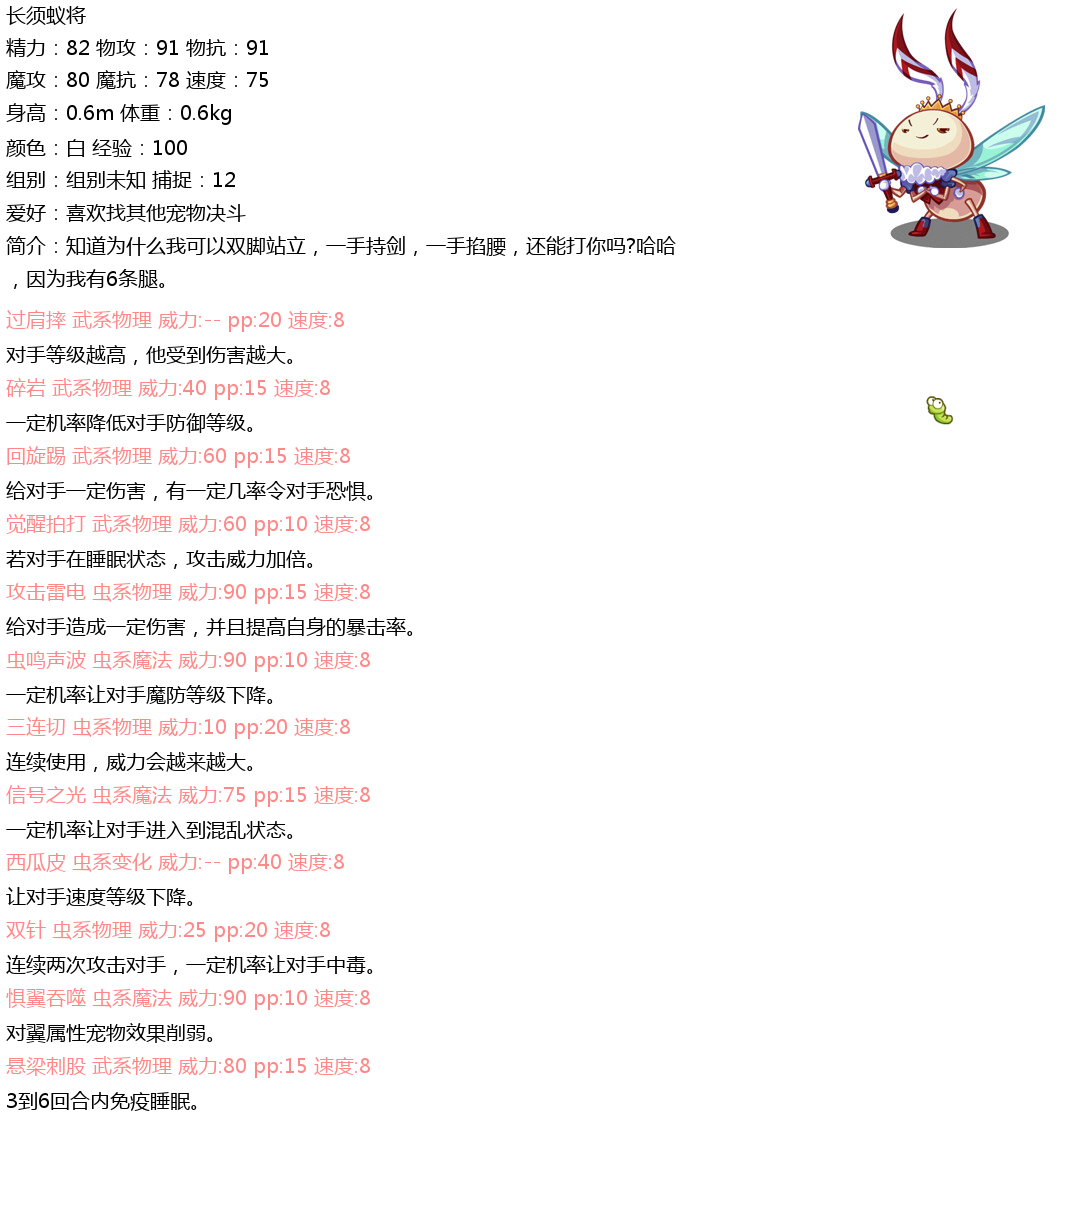 长须蚁将
精力：82 物攻：91 物抗：91
魔攻：80 魔抗：78 速度：75
身高：0.6m 体重：0.6kg
颜色：白 经验：100
组别：组别未知 捕捉：12
爱好：喜欢找其他宠物决斗
简介：知道为什么我可以双脚站立，一手持剑，一手掐腰，还能打你吗?哈哈
，因为我有6条腿。
过肩摔 武系物理 威力:-- pp:20 速度:8
对手等级越高，他受到伤害越大。
碎岩 武系物理 威力:40 pp:15 速度:8
一定机率降低对手防御等级。
回旋踢 武系物理 威力:60 pp:15 速度:8
给对手一定伤害，有一定几率令对手恐惧。
觉醒拍打 武系物理 威力:60 pp:10 速度:8
若对手在睡眠状态，攻击威力加倍。
攻击雷电 虫系物理 威力:90 pp:15 速度:8
给对手造成一定伤害，并且提高自身的暴击率。
虫鸣声波 虫系魔法 威力:90 pp:10 速度:8
一定机率让对手魔防等级下降。
三连切 虫系物理 威力:10 pp:20 速度:8
连续使用，威力会越来越大。
信号之光 虫系魔法 威力:75 pp:15 速度:8
一定机率让对手进入到混乱状态。
西瓜皮 虫系变化 威力:-- pp:40 速度:8
让对手速度等级下降。
双针 虫系物理 威力:25 pp:20 速度:8
连续两次攻击对手，一定机率让对手中毒。
惧翼吞噬 虫系魔法 威力:90 pp:10 速度:8
对翼属性宠物效果削弱。
悬梁刺股 武系物理 威力:80 pp:15 速度:8
3到6回合内免疫睡眠。